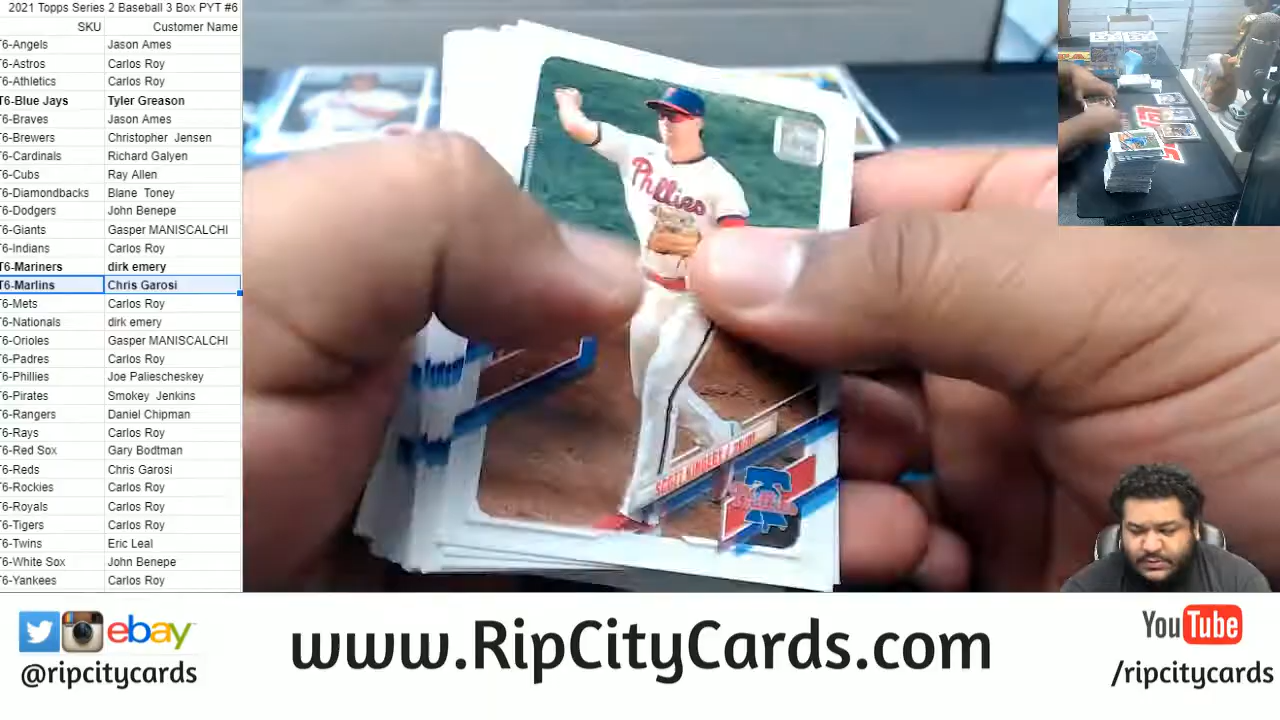 2021 Topps Series 2 Baseball 3 Box PYT #6
SKU Customer Name
T6-Angels Jason Ames
T6-Astros Carlos Roy
T6-Athletics Carlos Roy
T6-Blue Jays Tyler Greason
T6-Braves Jason Ames
T6-Brewers Christopher Jensen
T6-Cardinals Richard Galyen
T6-Cubs Ray Allen
T6-Diamondbacks Blane Toney
T6-Dodgers John Benepe
T6-Giants Gasper MANISCALCHI
T6-Indians Carlos Roy
T6-Mariners dirk emery
T6-Marlins Chris Garosi
T6-Mets Carlos Roy
T6-Nationals dirk emery
T6-Orioles Gasper MANISCALCHI
T6-Padres Carlos Roy
T6-Phillies Joe Paliescheskey
T6-Pirates Smokey Jenkins
T6-Rangers Daniel Chipman
T6-Rays Carlos Roy
T6-Red Sox Gary Bodtman
T6-Reds Chris Garosi
T6-Rockies Carlos Roy
T6-Royals Carlos Roy
T6-Tigers Carlos Roy
T6-Twins Eric Leal
T6-White Sox John Benepe
T6-Yankees Carlos Roy
Phillies
SCOTT KINGERY
Phillies
ebay
@ripcitycards
www.RipCityCards.com
YouTube
/ripcitycards